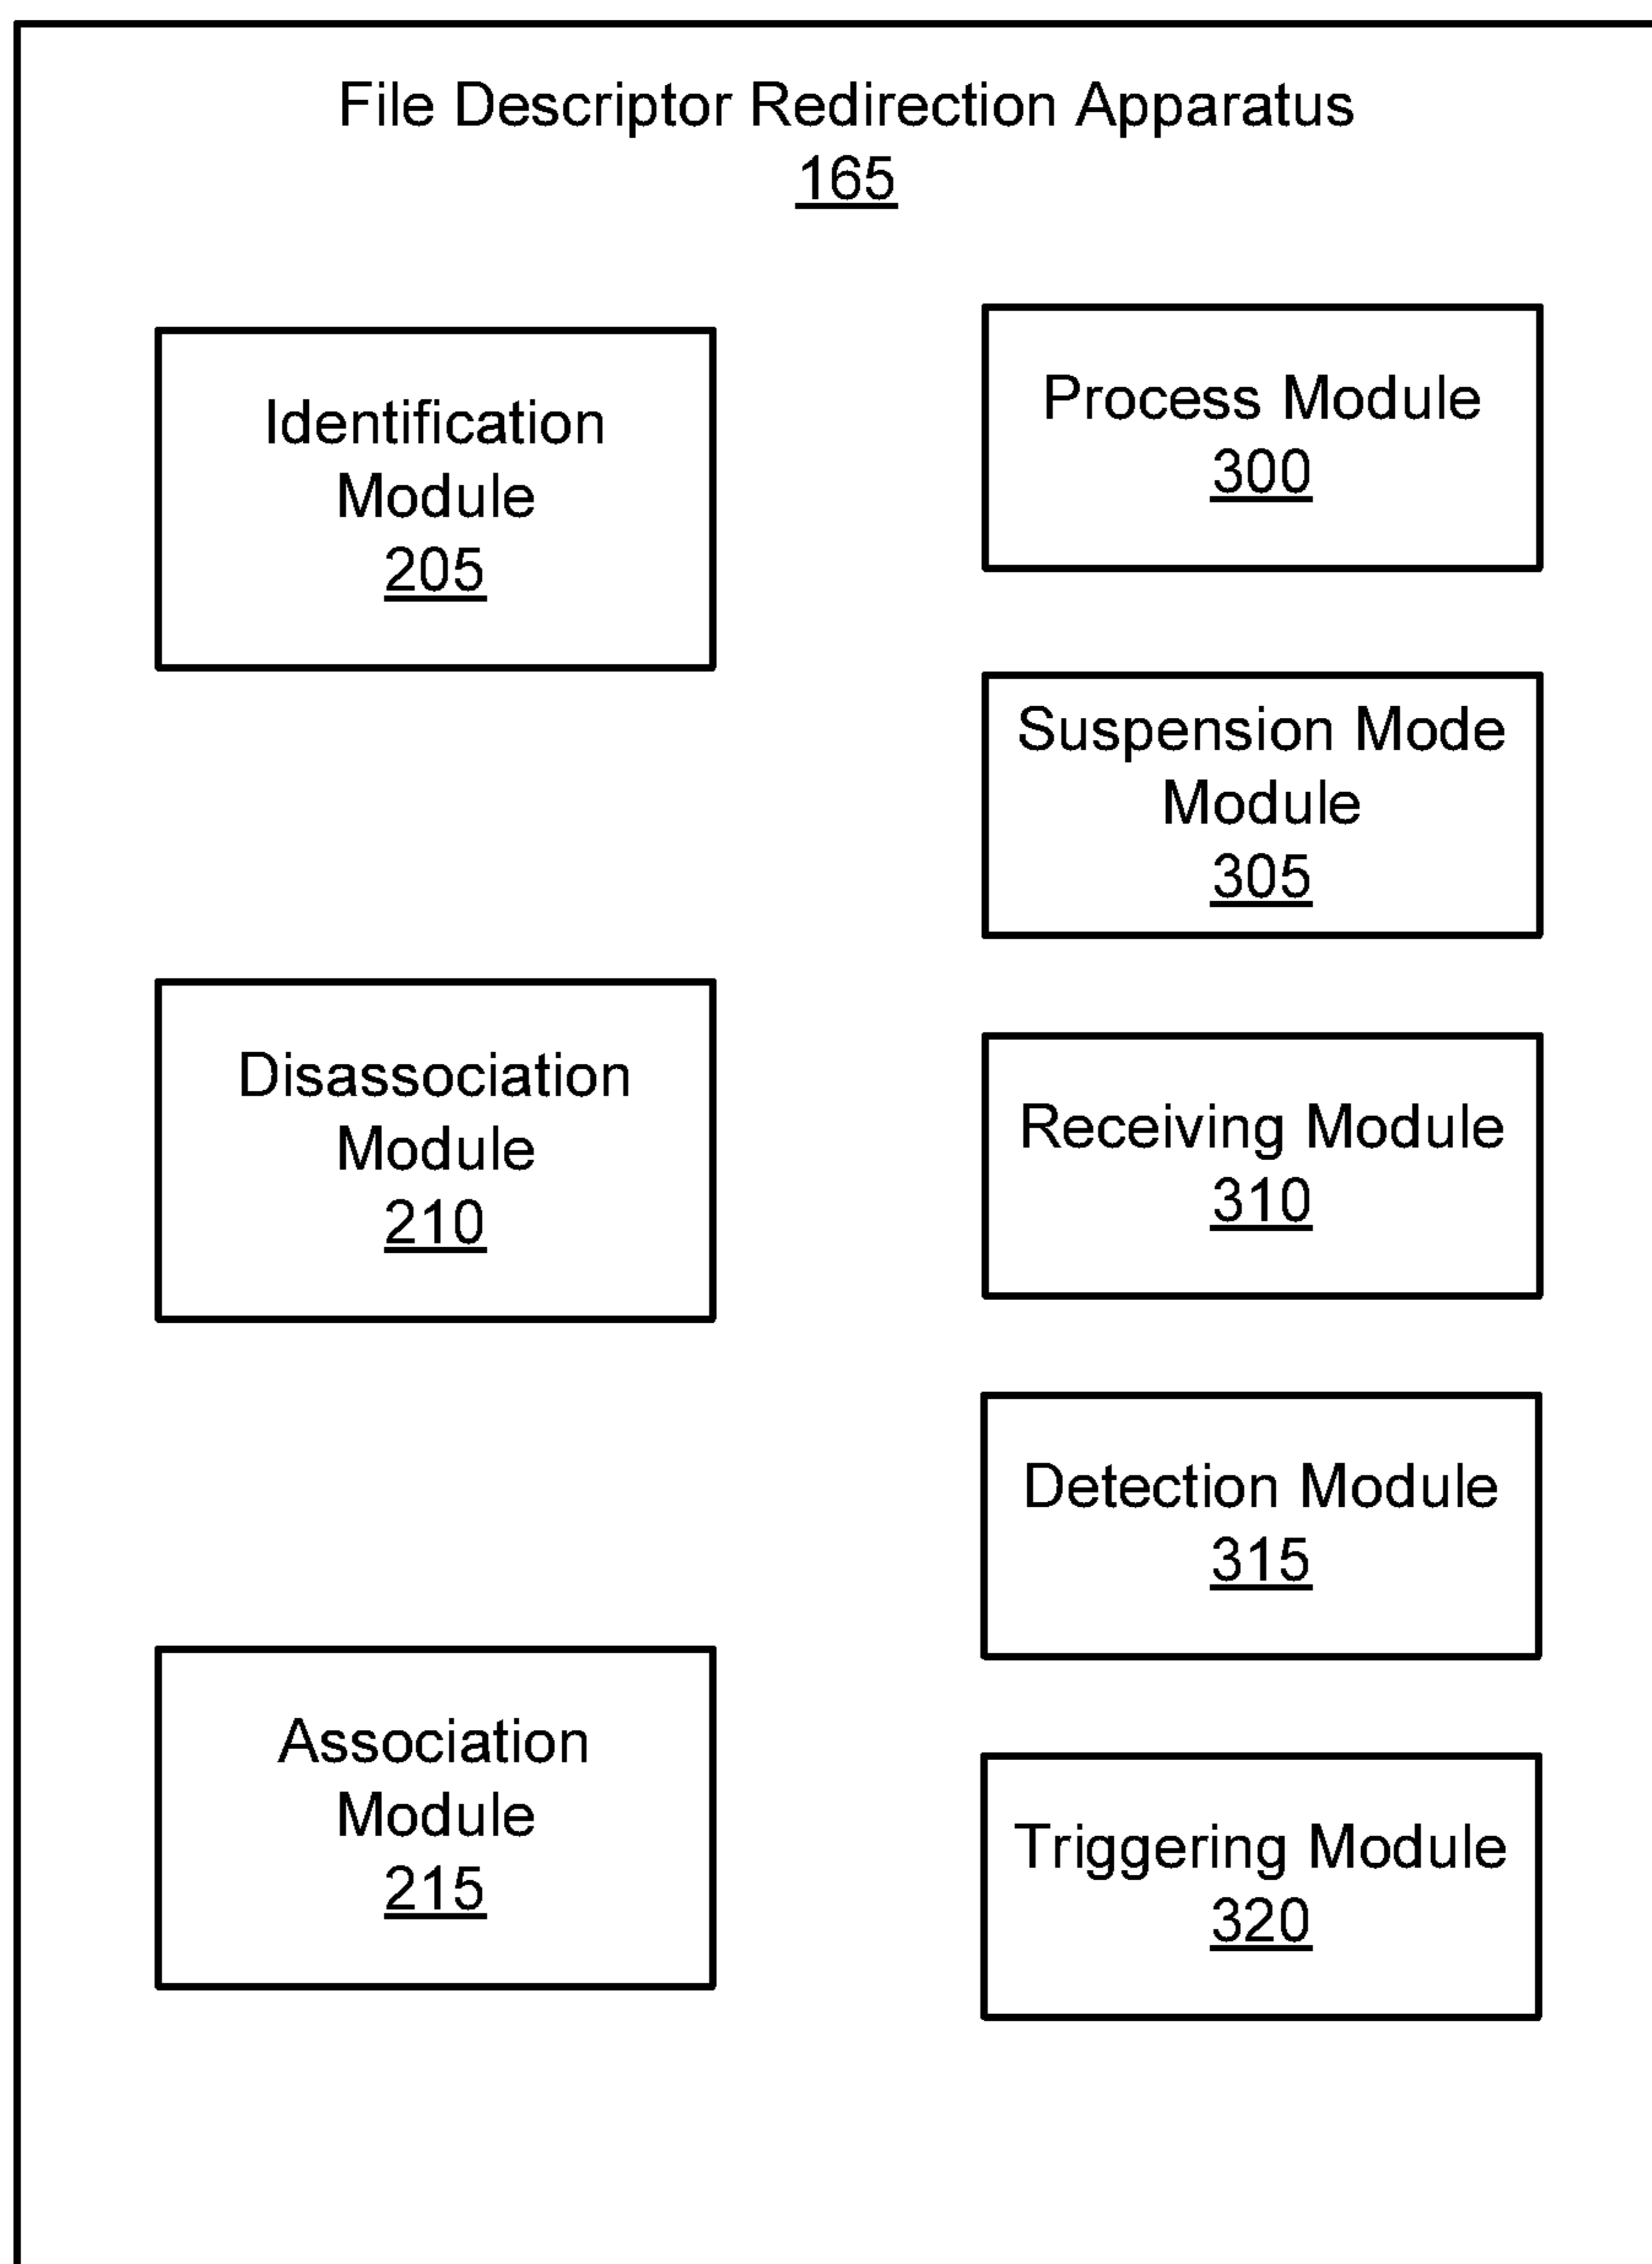 File Descriptor Redirection Apparatus
165
Identification
Module
205
Disassociation
Module
210
Association
Module
215
Process Module
300
Suspension Mode
Module
305
Receiving Module
310
Detection Module
315
Triggering Module
320